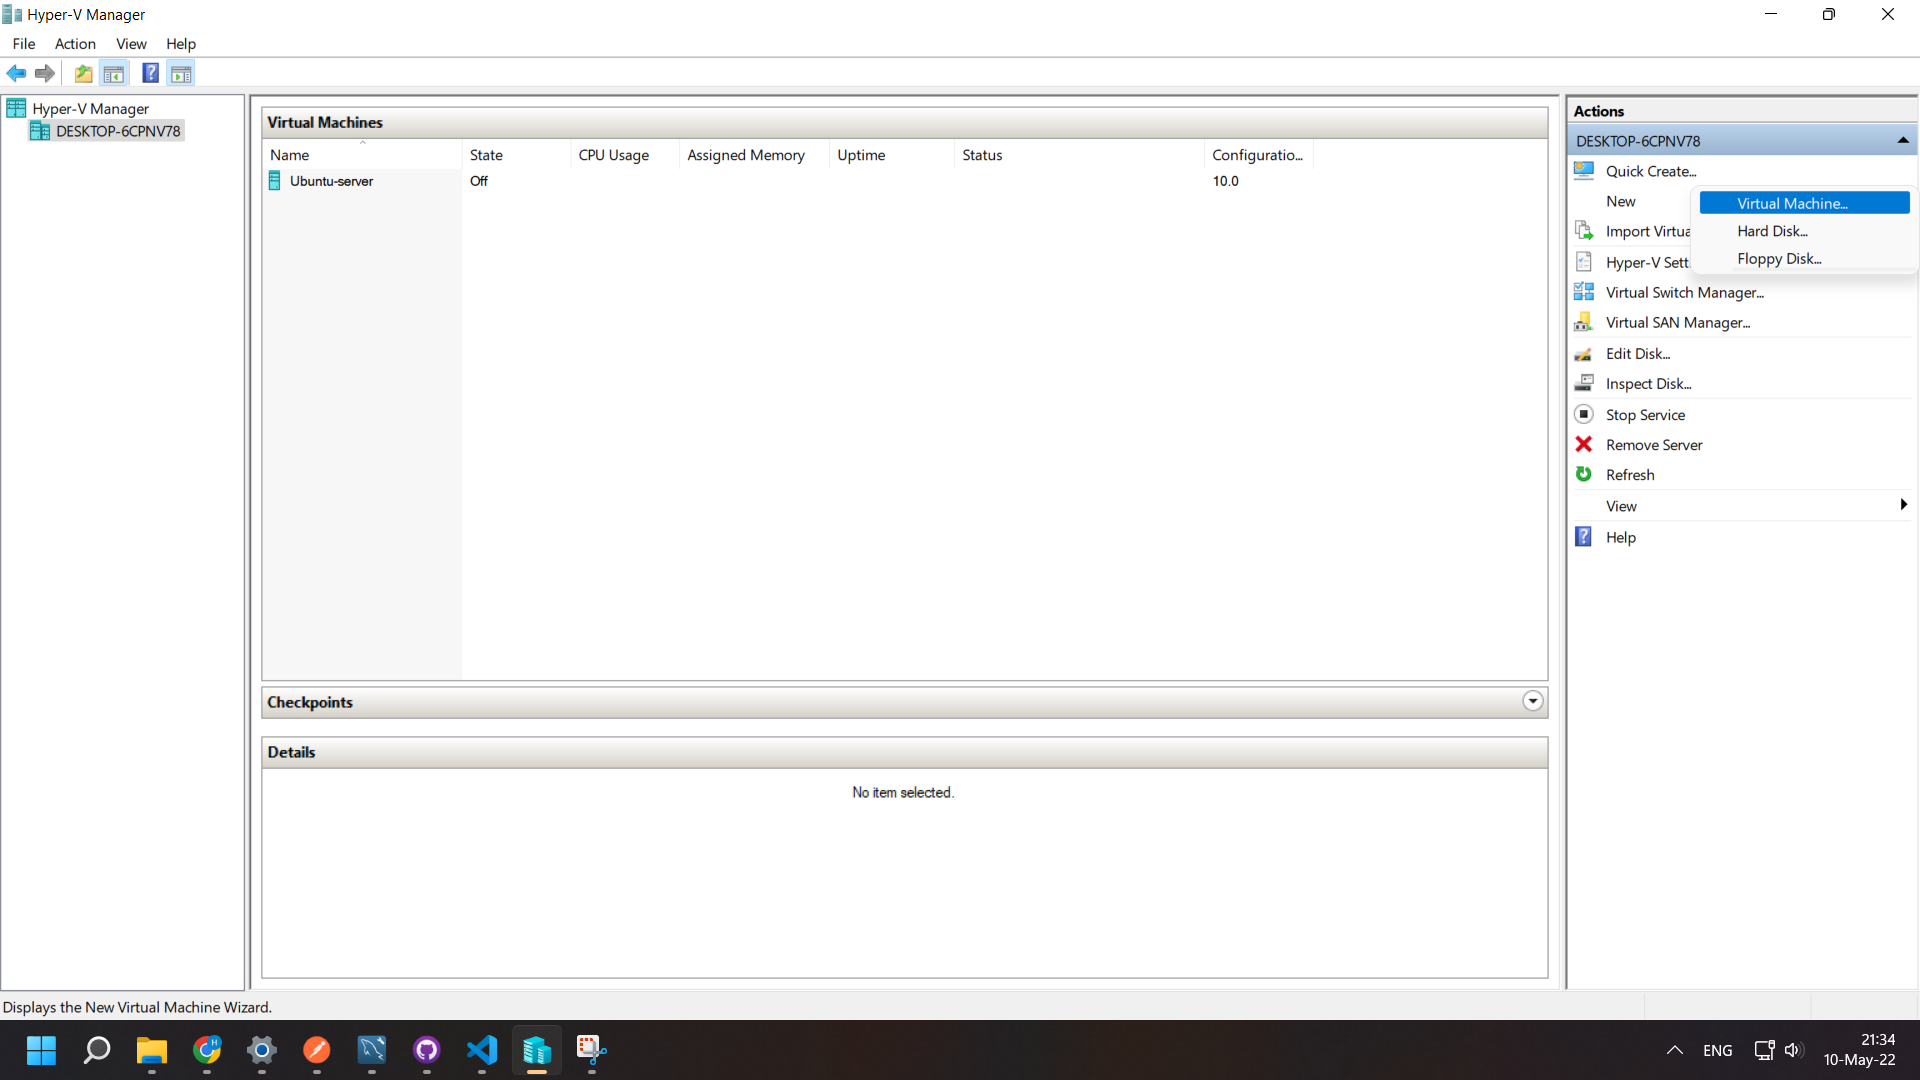 Hyper-V Manager
File Action View Help
Hyper-V Manager
DESKTOP-6CPNV78
Virtual Machines
Name State CPU Usage Assigned Memory Uptime Status Configuratio...
Ubuntu-server Off 10.0
Checkpoints
Details
No item selected.
Actions
DESKTOP-6CPNV78
Quick Create...
New
Virtual Machine...
Import Virtua
Hard Disk...
Hyper-V Sett
Floppy Disk...
Virtual Switch Manager...
Virtual SAN Manager...
Edit Disk...
Inspect Disk...
Stop Service
Remove Server
Refresh
View
Help
Displays the New Virtual Machine Wizard.
H
ENG
21:34
10-May-22